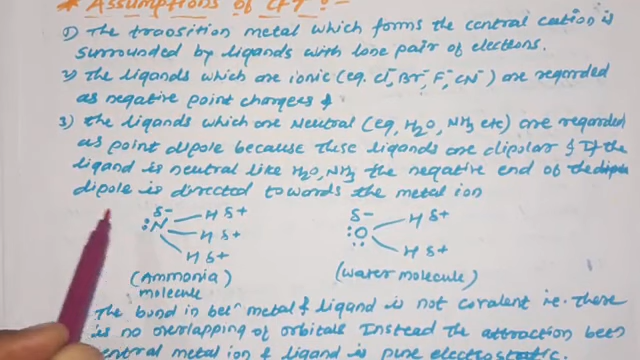 * Assumptions of CFT :-
1) The transition metal which forms the central cation is
surrounded by ligands with lone pair of elections.
2) The ligands which are ionic (eg. Cl⁻, Br⁻, F⁻, CN⁻) are regarded
as negative point charges &
3) The ligands which are Neutral (eg, H2O, NH3 etc) are regarded
as point dipole because these ligands are dipolar & If the
ligand is neutral like H2O, NH3 the negative end of the
dipole is directed towords the metal ion
δ- H δ+ δ- H δ+
:N H δ+ :O
H δ+ H δ+
(Ammonia) (Water molecule)
molecule
The bond in betn metal & ligand is not covalent i.e. There
is no overlapping of orbitals Instead the attraction betn
central metal ion & ligand is pure electrostatic.